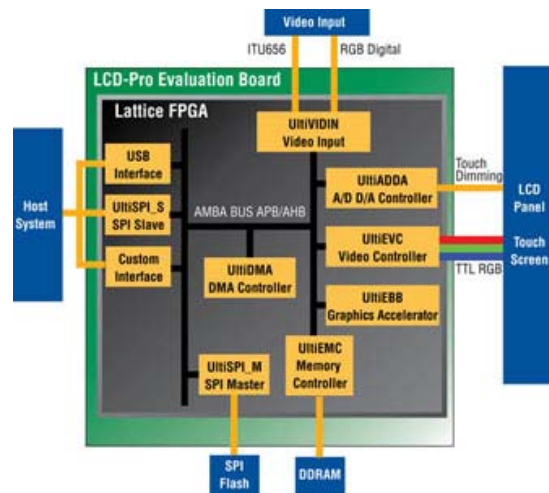 Video Input
ITU656
RGB Digital
LCD-Pro Evaluation Board
Lattice FPGA
UltiVIDIN
Video Input
USB
Interface
UltiADDA
A/D D/A Controller
Touch
Dimming
LCD
Panel
Host
System
UltiSPI_S
SPI Slave
AMBA BUS APB/AHB
UltiEVC
Video Controller
Touch
Screen
TTL RGB
Custom
Interface
UltiDMA
DMA Controller
UltiEBB
Graphics Accelerator
UltiSPI_M
SPI Master
UltiEMC
Memory
Controller
SPI
Flash
DDRAM